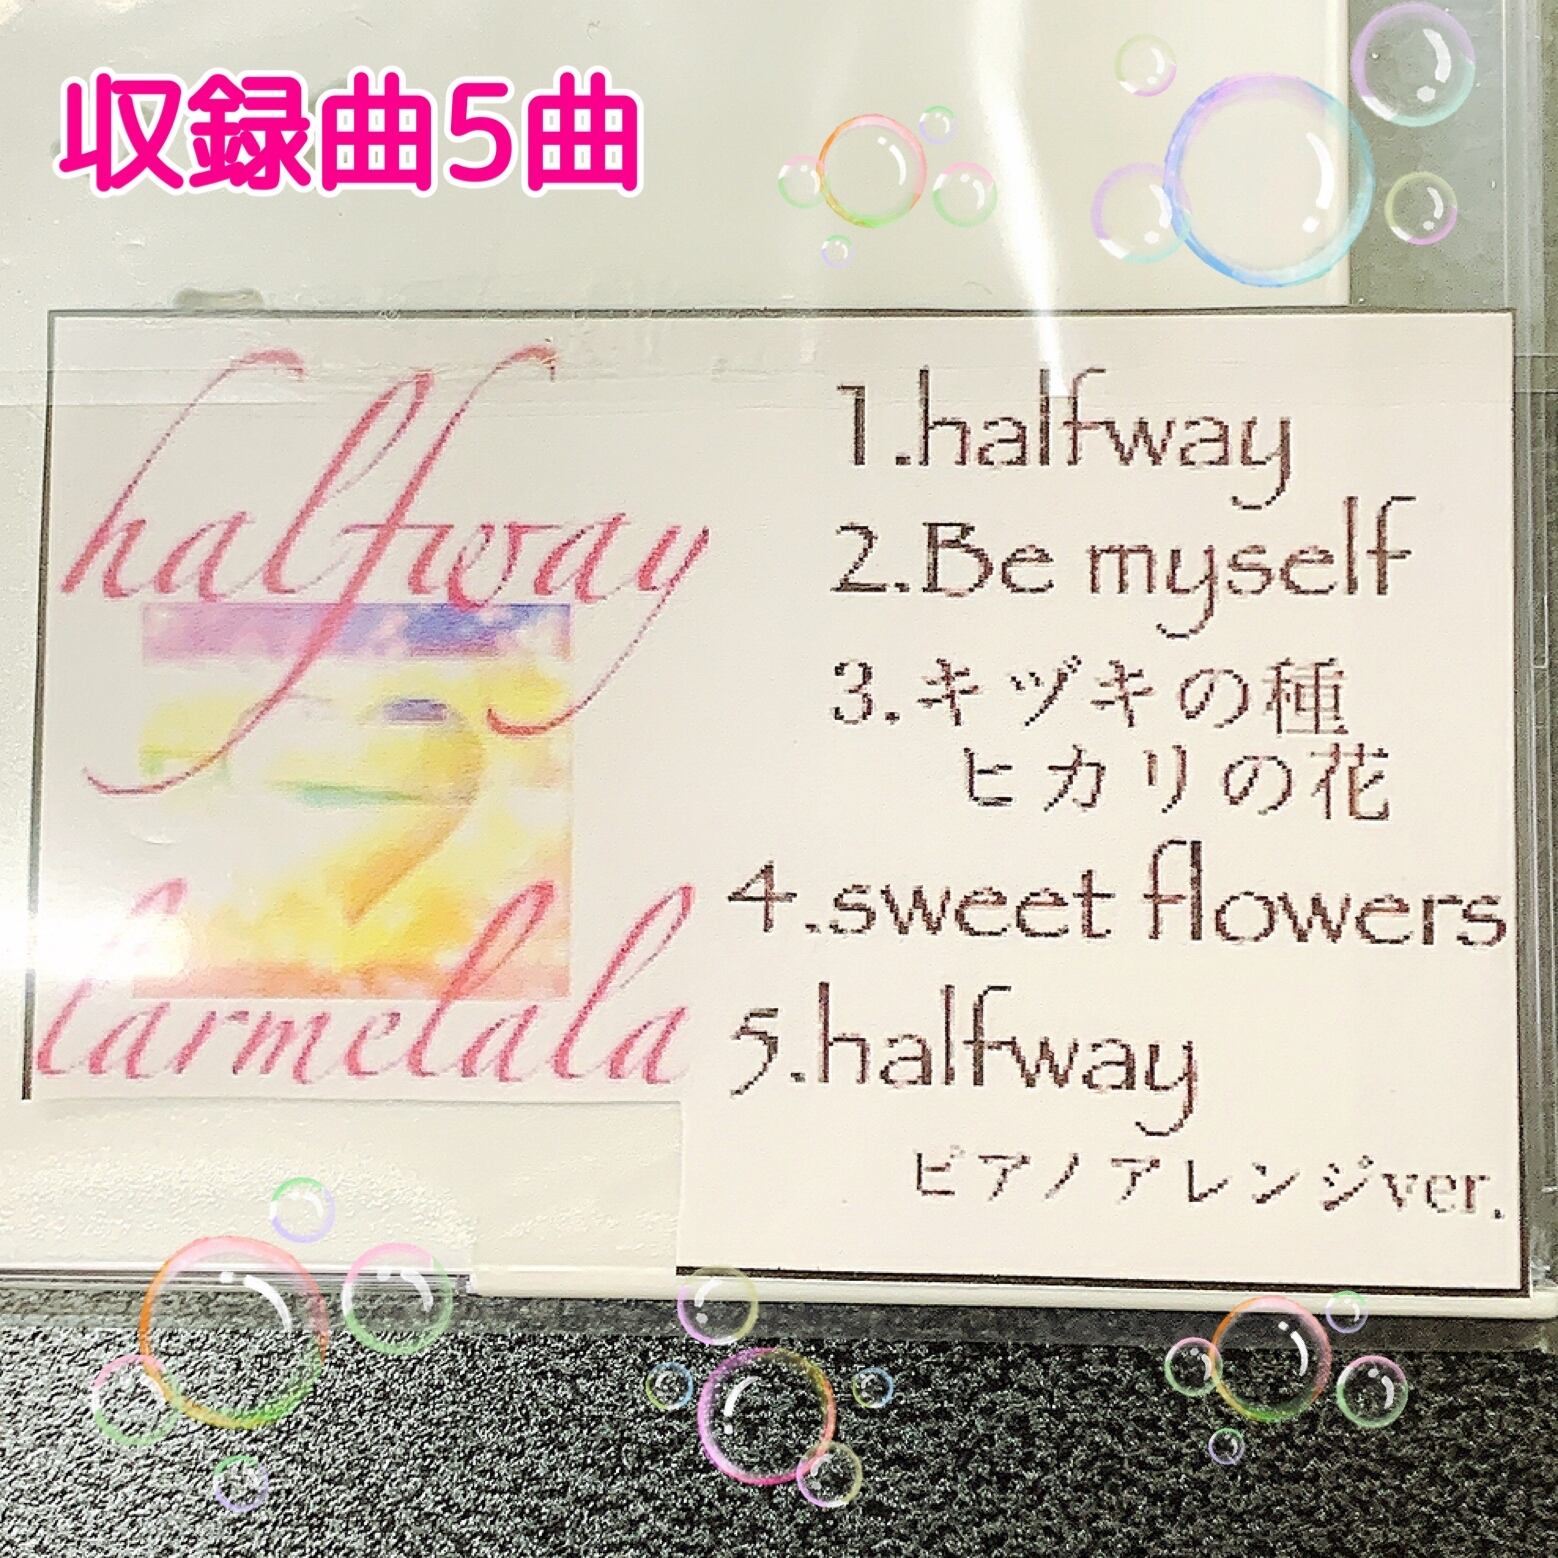 収録曲5曲
halfway
1.halfway
2.Be myself
3.キヅキの種
ヒカリの花
4.sweet flowers
5.halfway
ピアノアレンジver.